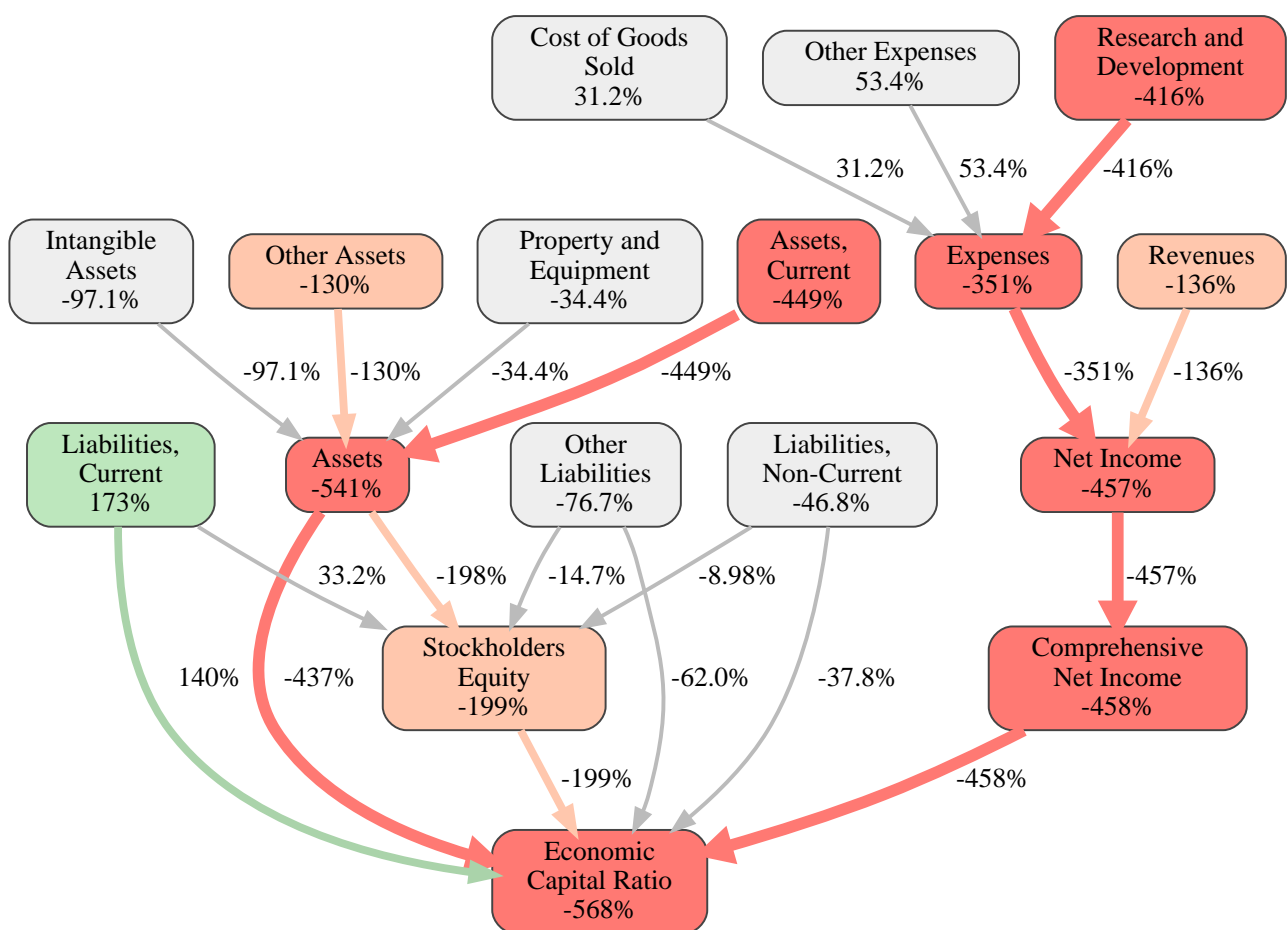 Cost of Goods
Sold
31.2%
Other Expenses
53.4%
Research and
Development
-416%
31.2%
53.4%
-416%
Intangible
Assets
-97.1%
Other Assets
-130%
Property and
Equipment
-34.4%
Assets,
Current
-449%
Expenses
-351%
Revenues
-136%
-97.1%
-130%
-34.4%
-449%
-351%
-136%
Liabilities,
Current
173%
Assets
-541%
Other
Liabilities
-76.7%
Liabilities,
Non-Current
-46.8%
Net Income
-457%
33.2%
-198%
-14.7%
-8.98%
-457%
Stockholders
Equity
-199%
Comprehensive
Net Income
-458%
140%
-437%
-62.0%
-37.8%
-199%
-458%
Economic
Capital Ratio
-568%